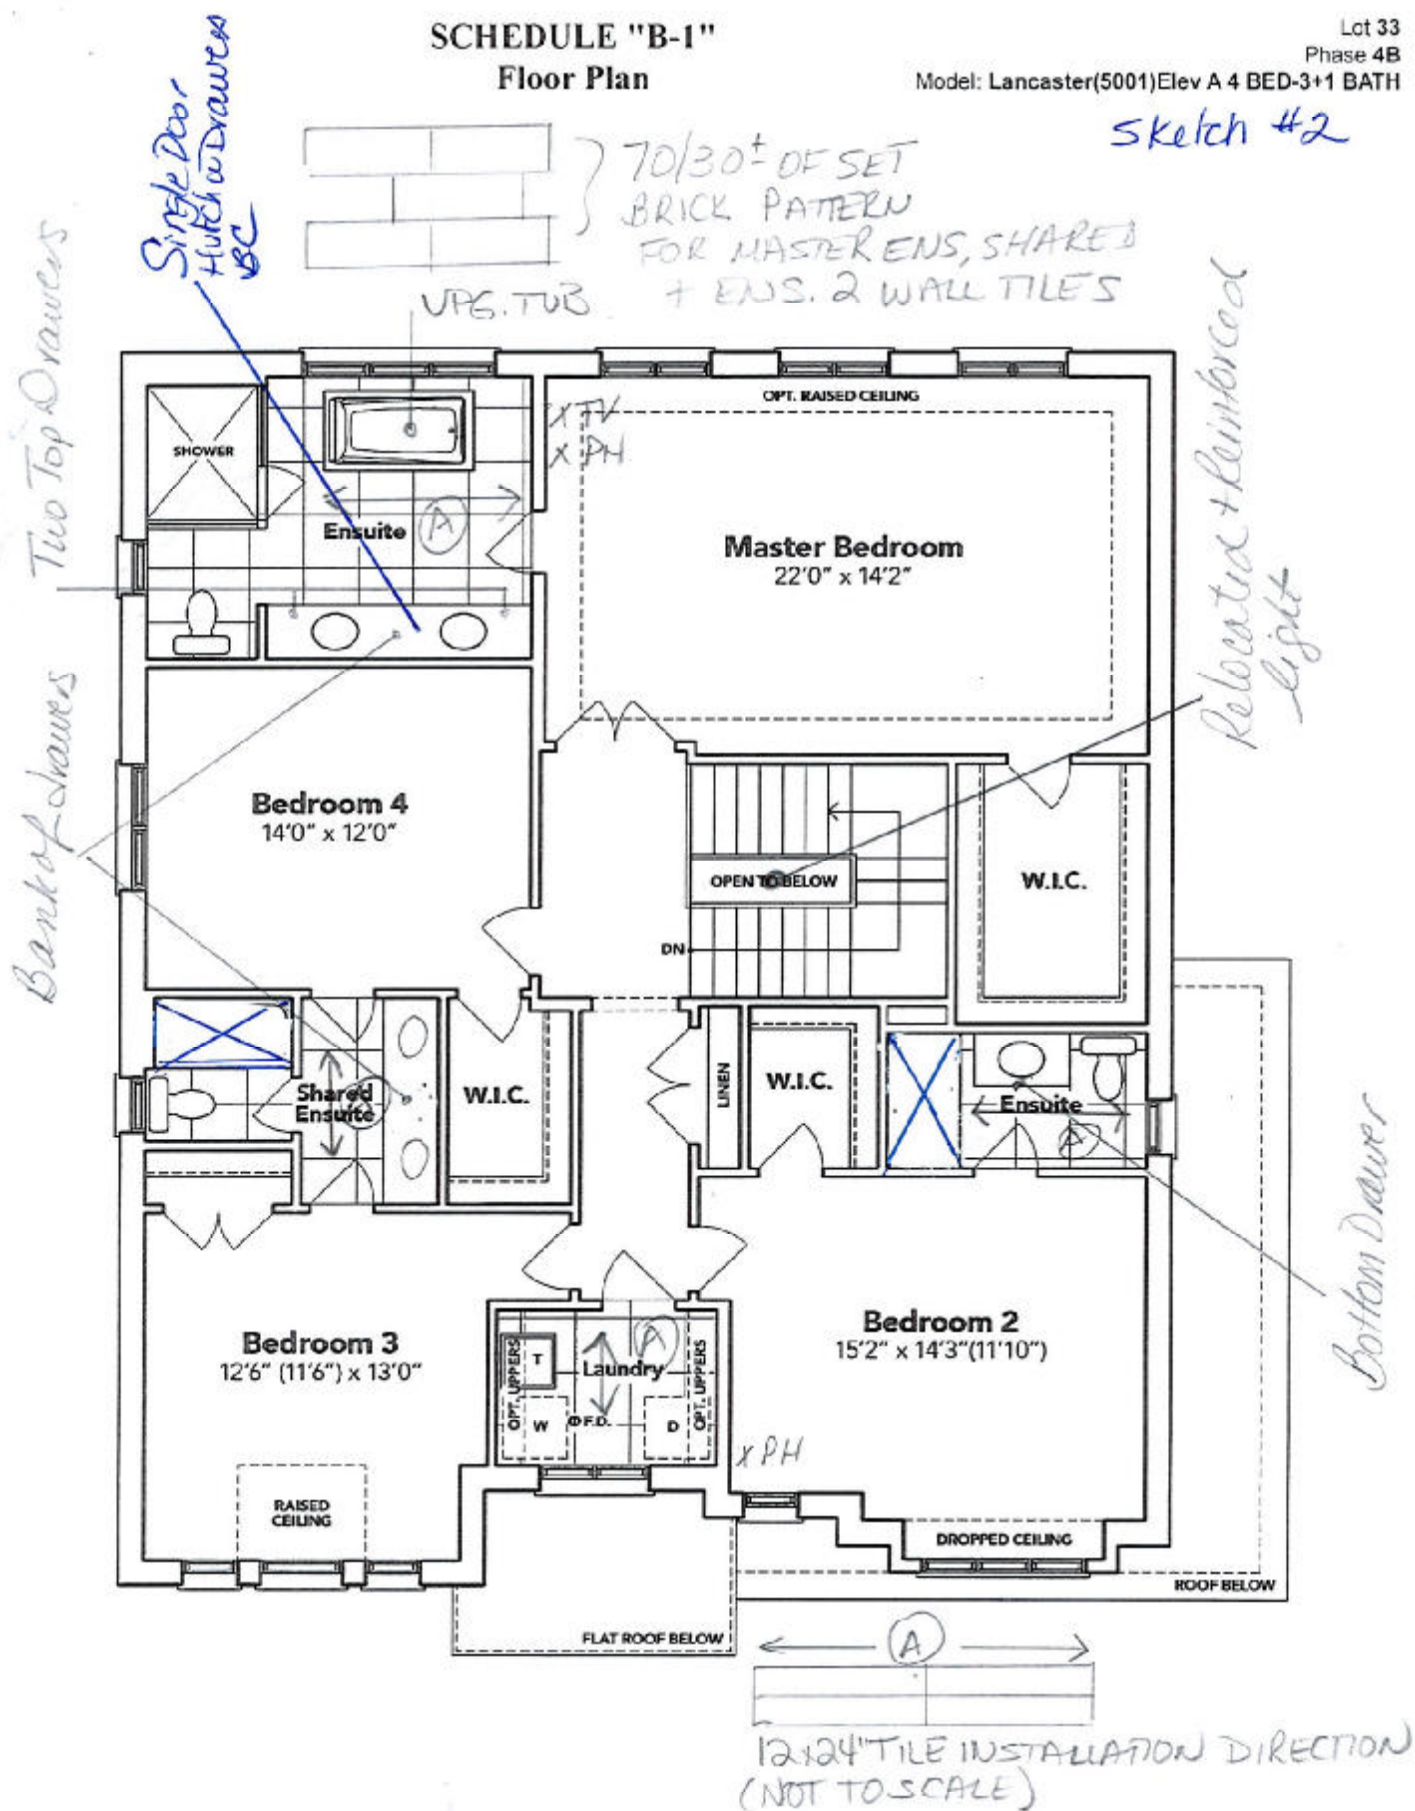 SCHEDULE "B-1"
Floor Plan
Lot 33
Phase 4B
Model: Lancaster(5001)Elev A 4 BED-3+1 BATH
Sketch #2
Single Door
Hutch w Drawers
BC
70/30± OF SET
BRICK PATTERN
FOR MASTER ENS, SHARED
+ ENS. 2 WALL TILES
UPG. TUB
Two Top Drawers
Relocated + Reinforced
light
OPT. RAISED CEILING
X TV
X PH
SHOWER
Ensuite
A
Master Bedroom
22'0" x 14'2"
Bank of drawers
Bedroom 4
14'0" x 12'0"
OPEN TO BELOW
W.I.C.
DN
Shared
Ensuite
A
W.I.C.
LINEN
W.I.C.
Ensuite
A
Bottom Drawer
Bedroom 3
12'6" (11'6") x 13'0"
OPT. UPPERS
T
Laundry
A
OPT. UPPERS
W
F.D.
D
Bedroom 2
15'2" x 14'3"(11'10")
X PH
RAISED
CEILING
DROPPED CEILING
ROOF BELOW
FLAT ROOF BELOW
A
12x24" TILE INSTALLATION DIRECTION
(NOT TO SCALE)